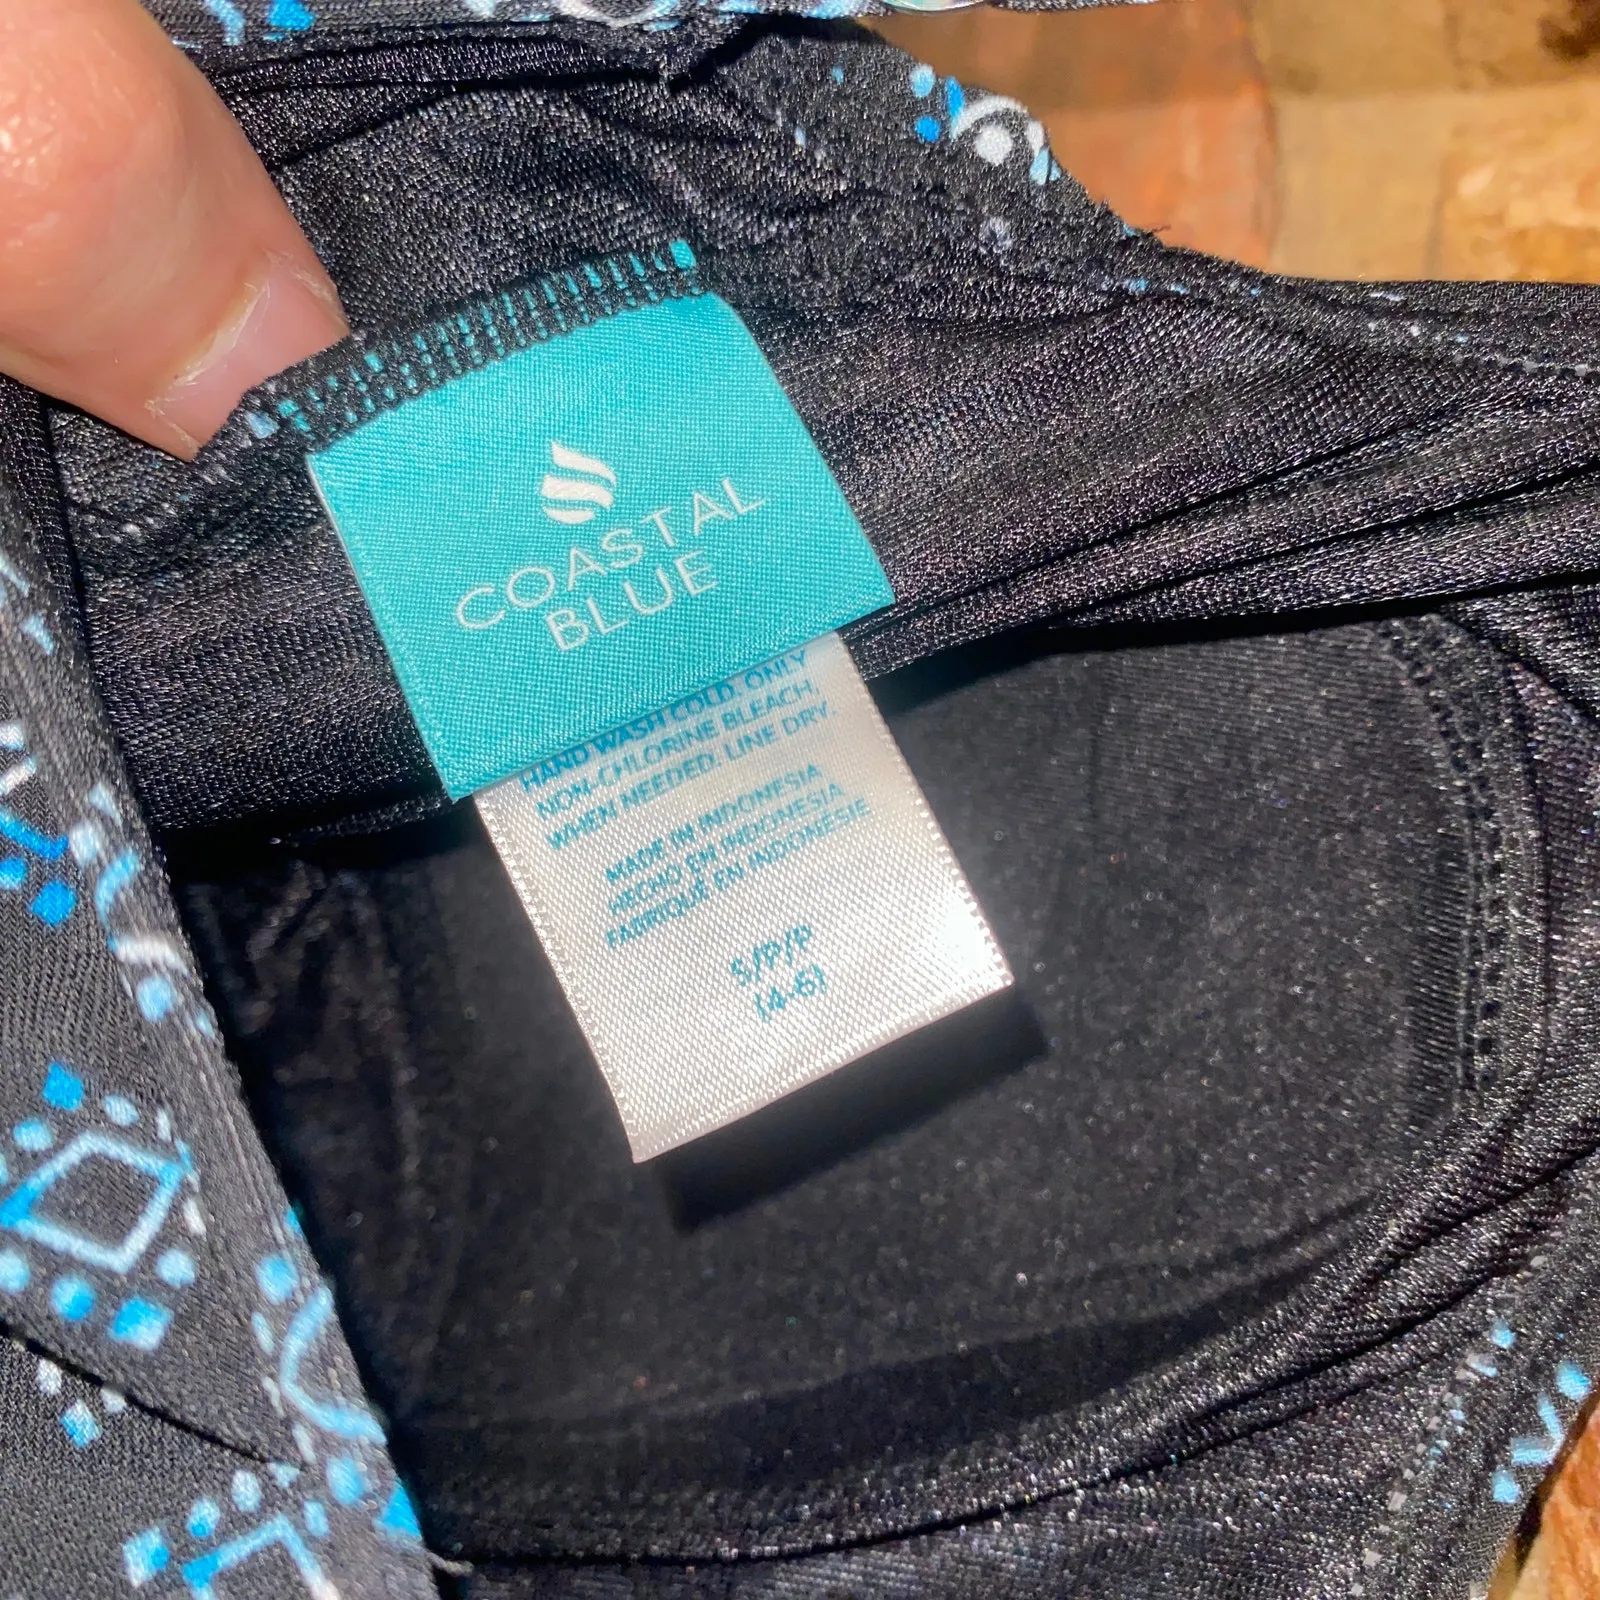 COASTAL
BLUE
HAND WASH COLD. ONLY
NON-CHLORINE BLEACH,
WHEN NEEDED. LINE DRY.
MADE IN INDONESIA
HECHO EN INDONESIA
FABRIQUÉ EN INDONESIE
S/P/P
(4-6)